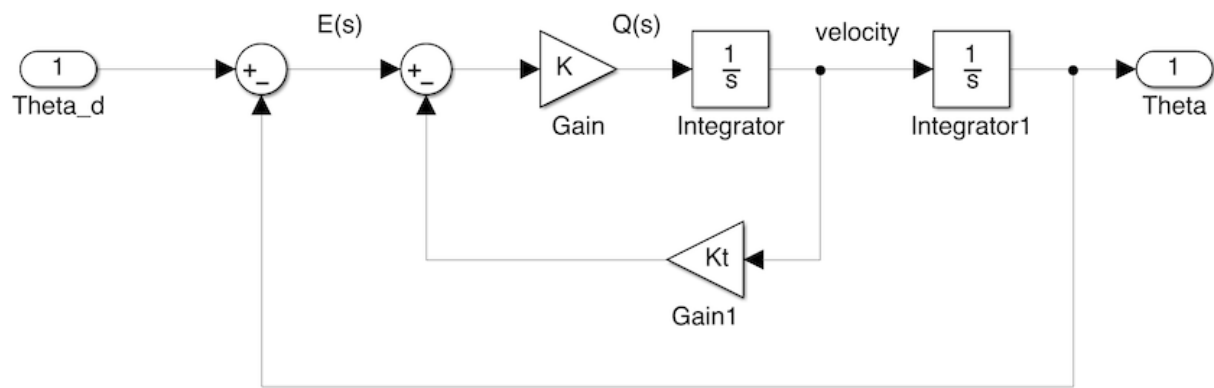 E(s)
Q(s)
velocity
1
+
−
+
−
K
1
s
1
s
1
Theta_d
Gain
Integrator
Integrator1
Theta
Kt
Gain1